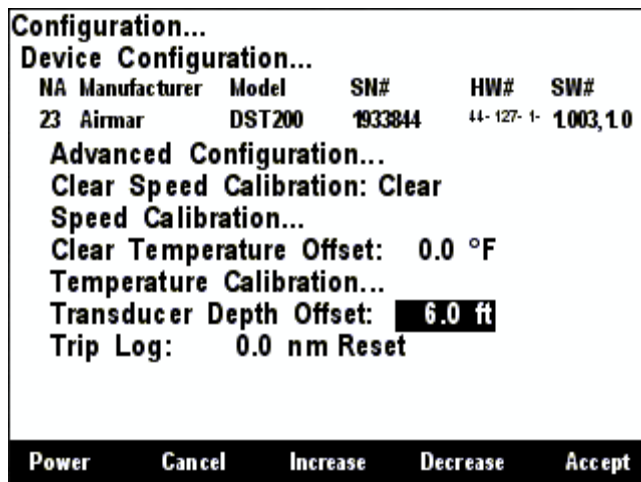 Configuration...
Device Configuration...
NA Manufacturer Model SN# HW# SW#
23 Airmar DST200 1933844 44-127-1- 1.003, 1.0
Advanced Configuration...
Clear Speed Calibration: Clear
Speed Calibration...
Clear Temperature Offset: 0.0 °F
Temperature Calibration...
Transducer Depth Offset: 6.0 ft
Trip Log: 0.0 nm Reset
Power Cancel Increase Decrease Accept